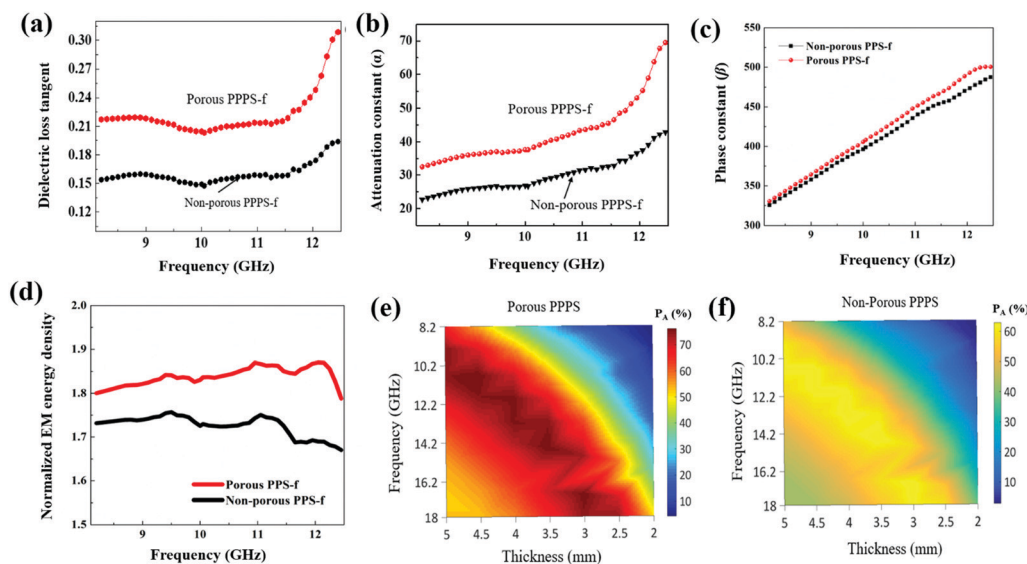 (a)
Dielectric loss tangent
0.30
0.27
0.24
0.21
0.18
0.15
0.12
Porous PPPS-f
Non-porous PPPS-f
9 10 11 12
Frequency (GHz)
(b)
Attenuation constant (α)
70
60
50
40
30
20
Porous PPPS-f
Non-porous PPPS-f
9 10 11 12
Frequency (GHz)
(c)
Phase constant (β)
Non-porous PPS-f
Porous PPS-f
500
450
400
350
300
9 10 11 12
Frequency (GHz)
(d)
Normalized EM energy density
2.0
1.9
1.8
1.7
1.6
1.5
Porous PPS-f
Non-porous PPS-f
9 10 11 12
Frequency (GHz)
(e)
Porous PPPS
P_A (%)
Frequency (GHz)
8.2
10.2
12.2
14.2
16.2
18
5 4.5 4 3.5 3 2.5 2
Thickness (mm)
70
60
50
40
30
20
10
(f)
Non-Porous PPPS
P_A (%)
Frequency (GHz)
8.2
10.2
12.2
14.2
16.2
18
5 4.5 4 3.5 3 2.5 2
Thickness (mm)
60
50
40
30
20
10